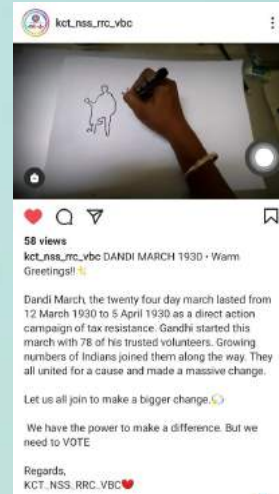 kct_nss_rrc_vbc
58 views
kct_nss_rrc_vbc DANDI MARCH 1930 • Warm
Greetings!!
Dandi March, the twenty four day march lasted from
12 March 1930 to 5 April 1930 as a direct action
campaign of tax resistance. Gandhi started this
march with 78 of his trusted volunteers. Growing
numbers of Indians joined them along the way. They
all united for a cause and made a massive change.
Let us all join to make a bigger change.
We have the power to make a difference. But we
need to VOTE
Regards,
KCT_NSS_RRC_VBC